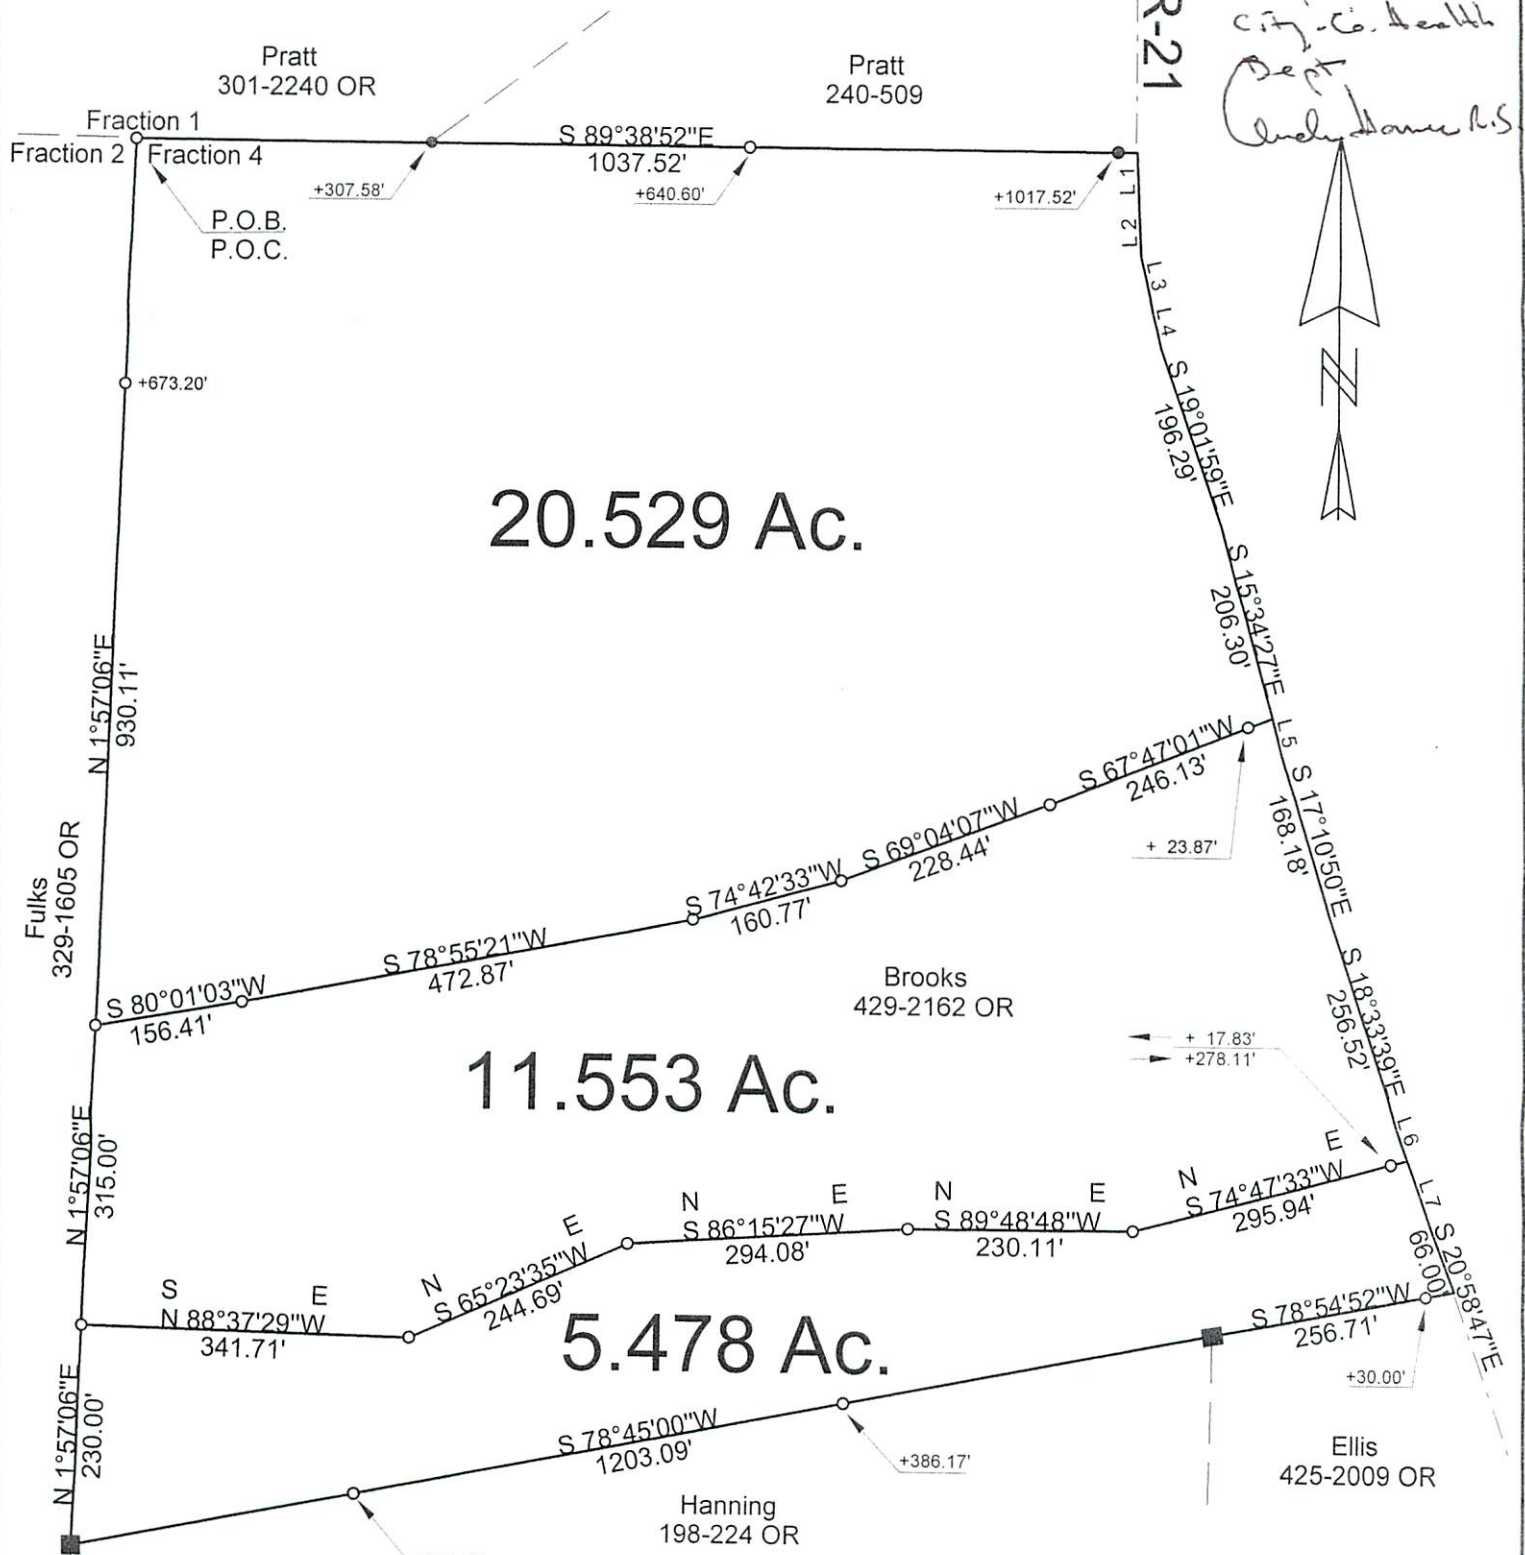 R-21
City-Co. Health
Dept
Pratt
301-2240 OR
Pratt
240-509
Fraction 1
Fraction 2
Fraction 4
S 89°38'52"E
1037.52'
+307.58'
+640.60'
+1017.52'
P.O.B.
P.O.C.
L1
L2
L3
L4
N
+673.20'
S 19°01'59"E
196.29'
20.529 Ac.
S 15°34'27"E
206.30'
N 1°57'06"E
930.11'
L5
S 67°47'01"W
246.13'
+ 23.87'
S 17°10'50"E
168.18'
S 69°04'07"W
228.44'
S 74°42'33"W
160.77'
S 78°55'21"W
472.87'
S 80°01'03"W
156.41'
Fulks
329-1605 OR
Brooks
429-2162 OR
S 18°33'39"E
256.52'
+ 17.83'
+278.11'
11.553 Ac.
L6
N 1°57'06"E
315.00'
N E
S 74°47'33"W
295.94'
N E
S 89°48'48"W
230.11'
N E
S 86°15'27"W
294.08'
N E
S 65°23'35"W
244.69'
S E
N 88°37'29"W
341.71'
L7
S 20°58'47"E
66.00'
5.478 Ac.
S 78°54'52"W
256.71'
+30.00'
N 1°57'06"E
230.00'
S 78°45'00"W
1203.09'
+386.17'
Ellis
425-2009 OR
Hanning
198-224 OR